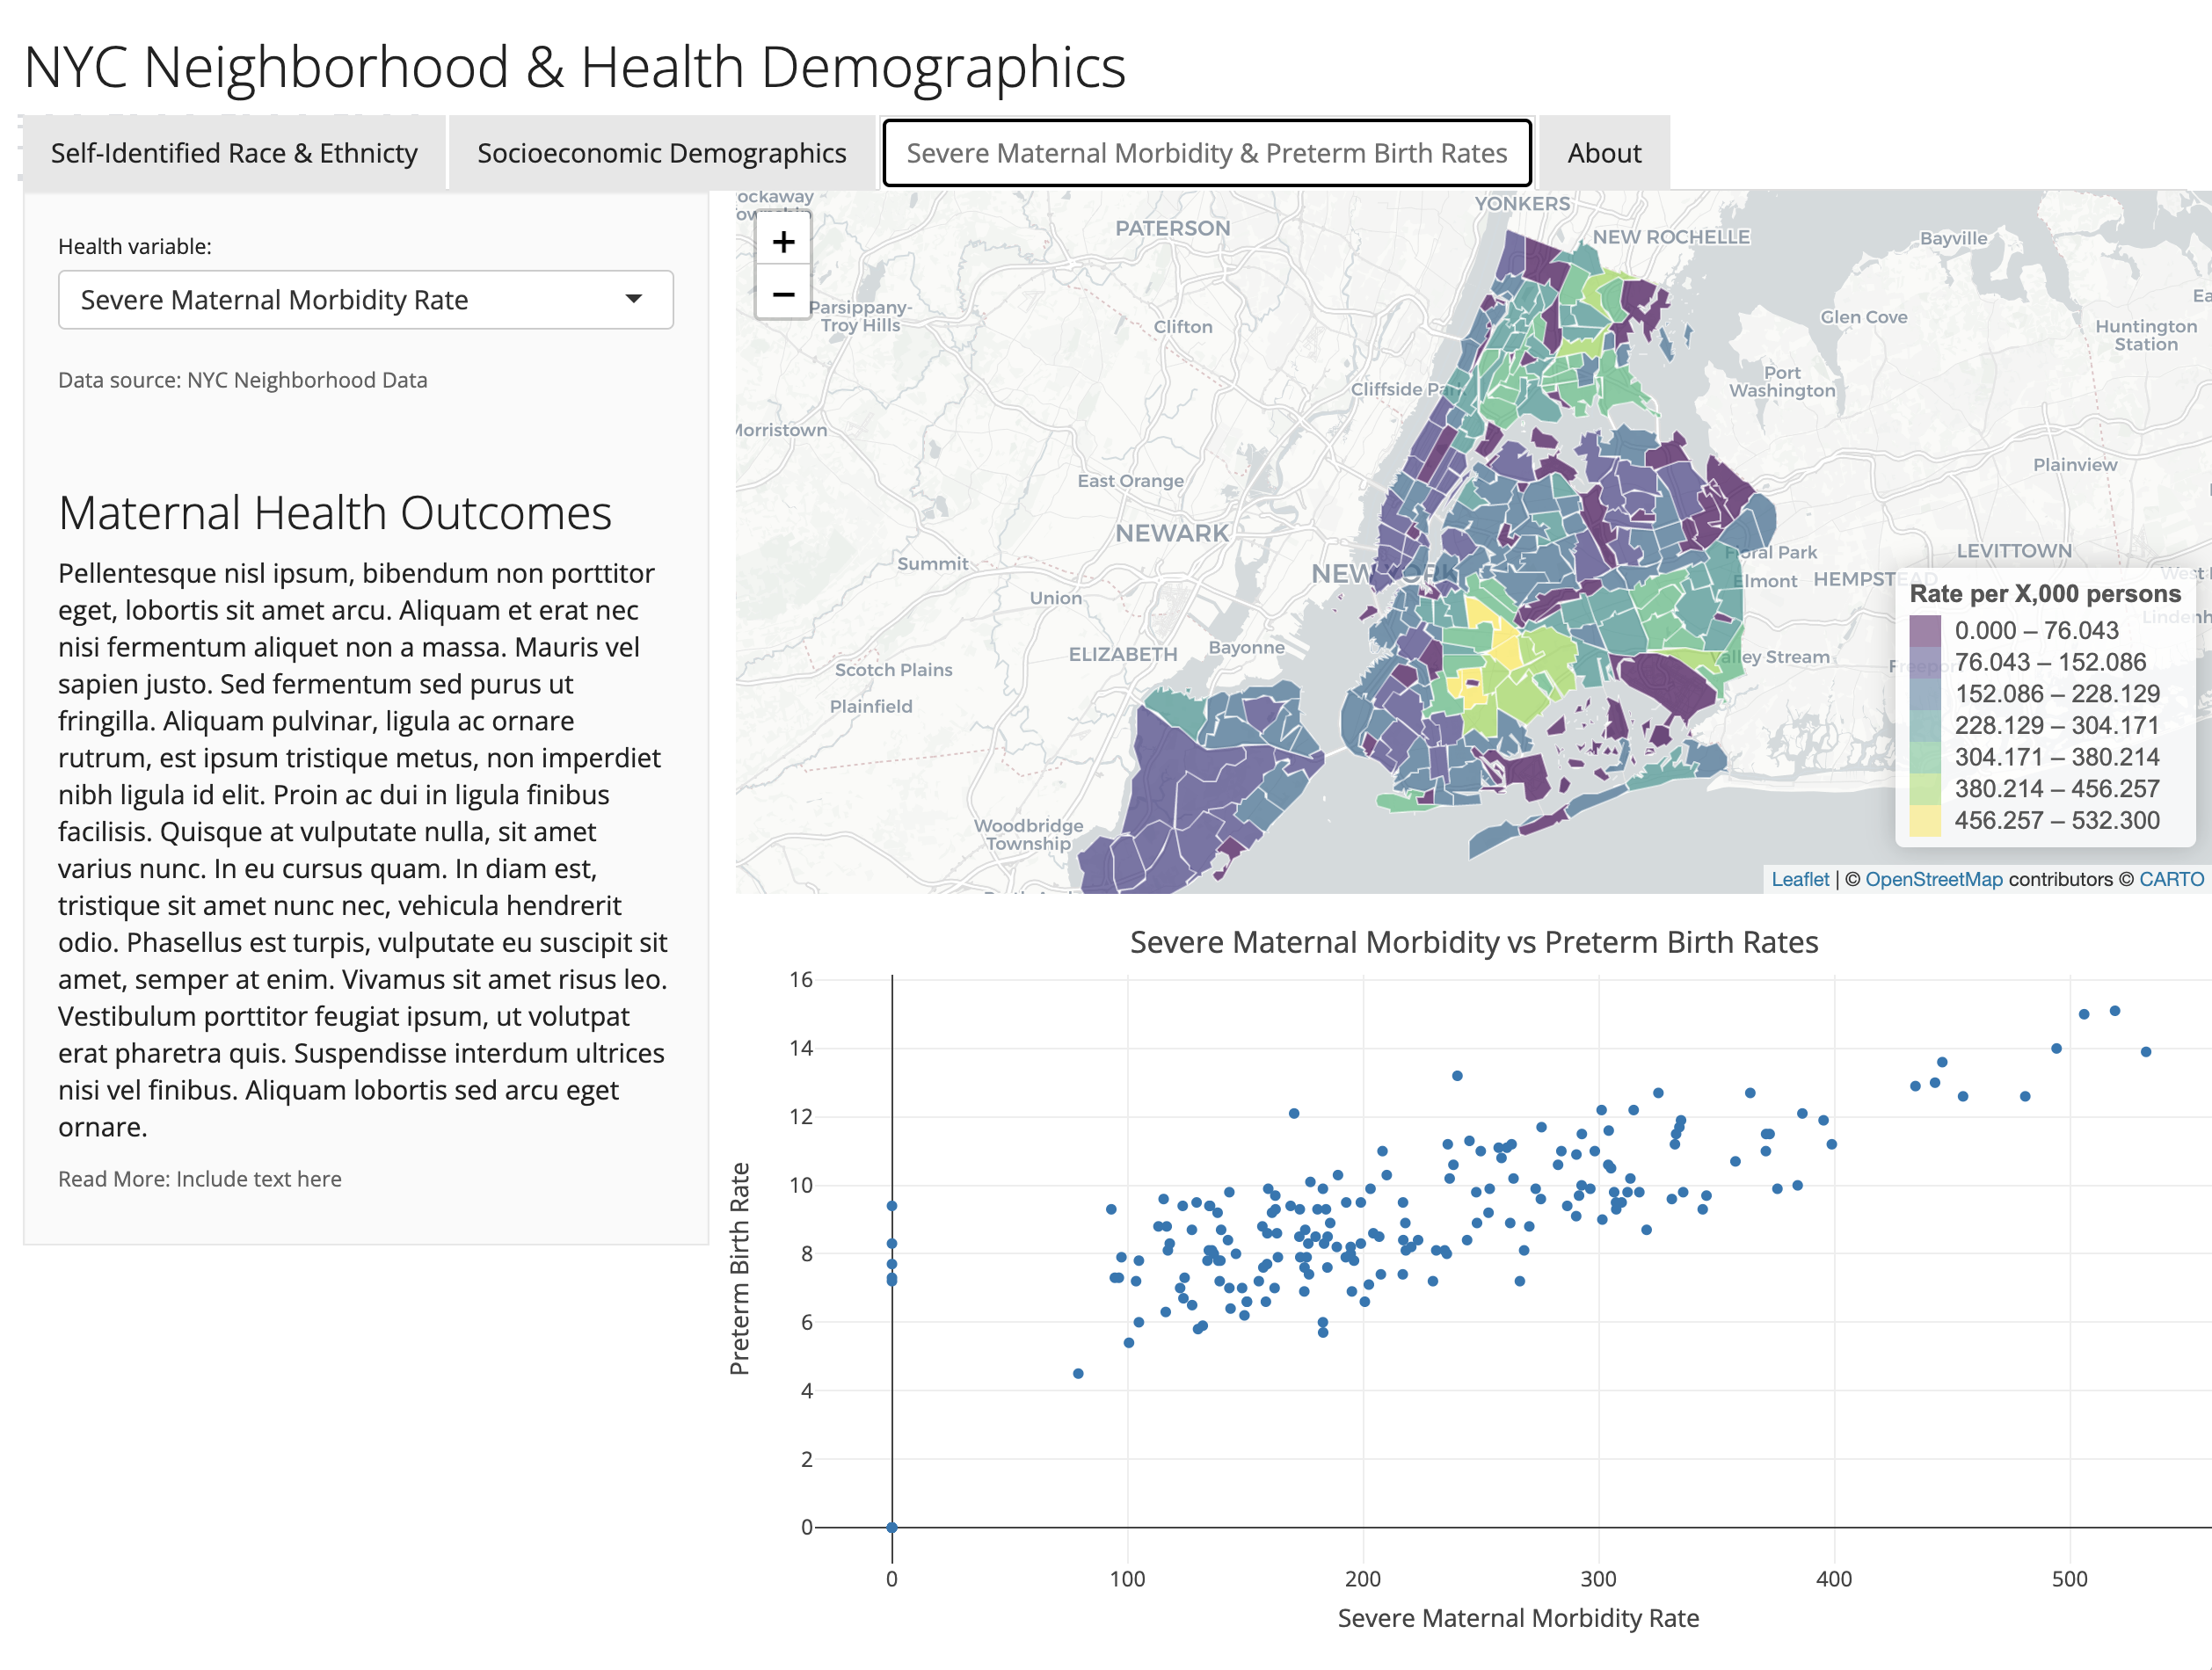 NYC Neighborhood & Health Demographics
Self-Identified Race & Ethnicty
Socioeconomic Demographics
Severe Maternal Morbidity & Preterm Birth Rates
About
Health variable:
Severe Maternal Morbidity Rate
Data source: NYC Neighborhood Data
Maternal Health Outcomes
Pellentesque nisl ipsum, bibendum non porttitor
eget, lobortis sit amet arcu. Aliquam et erat nec
nisi fermentum aliquet non a massa. Mauris vel
sapien justo. Sed fermentum sed purus ut
fringilla. Aliquam pulvinar, ligula ac ornare
rutrum, est ipsum tristique metus, non imperdiet
nibh ligula id elit. Proin ac dui in ligula finibus
facilisis. Quisque at vulputate nulla, sit amet
varius nunc. In eu cursus quam. In diam est,
tristique sit amet nunc nec, vehicula hendrerit
odio. Phasellus est turpis, vulputate eu suscipit sit
amet, semper at enim. Vivamus sit amet risus leo.
Vestibulum porttitor feugiat ipsum, ut volutpat
erat pharetra quis. Suspendisse interdum ultrices
nisi vel finibus. Aliquam lobortis sed arcu eget
ornare.
Read More: Include text here
+
−
ockaway
YONKERS
PATERSON
NEW ROCHELLE
Bayville
Parsippany-
Troy Hills
Clifton
Glen Cove
Huntington
Station
Port
Washington
Cliffside Park
Morristown
East Orange
Plainview
NEWARK
Summit
Floral Park
LEVITTOWN
NEW YORK
Elmont
HEMPSTEAD
Union
ELIZABETH
Bayonne
Valley Stream
Scotch Plains
Plainfield
Woodbridge
Township
Rate per X,000 persons
0.000 – 76.043
76.043 – 152.086
152.086 – 228.129
228.129 – 304.171
304.171 – 380.214
380.214 – 456.257
456.257 – 532.300
Leaflet | © OpenStreetMap contributors © CARTO
Severe Maternal Morbidity vs Preterm Birth Rates
Preterm Birth Rate
16
14
12
10
8
6
4
2
0
0
100
200
300
400
500
Severe Maternal Morbidity Rate